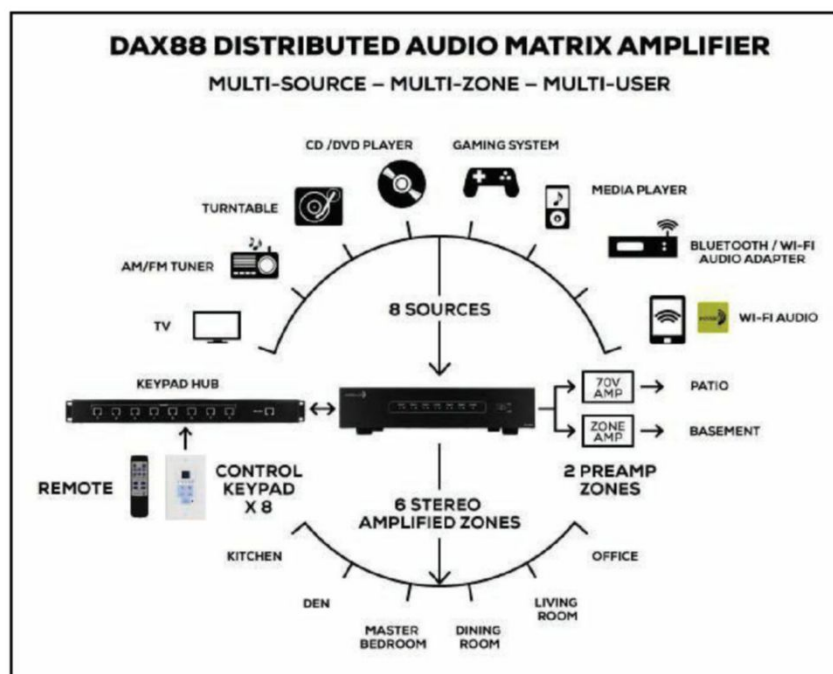 DAX88 DISTRIBUTED AUDIO MATRIX AMPLIFIER
MULTI-SOURCE – MULTI-ZONE – MULTI-USER
CD /DVD PLAYER
GAMING SYSTEM
TURNTABLE
MEDIA PLAYER
AM/FM TUNER
BLUETOOTH / WI-FI
AUDIO ADAPTER
TV
8 SOURCES
WI-FI AUDIO
KEYPAD HUB
70V
AMP
PATIO
ZONE
AMP
BASEMENT
REMOTE
CONTROL
KEYPAD
X 8
2 PREAMP
ZONES
6 STEREO
AMPLIFIED ZONES
KITCHEN
OFFICE
DEN
LIVING
ROOM
MASTER
BEDROOM
DINING
ROOM